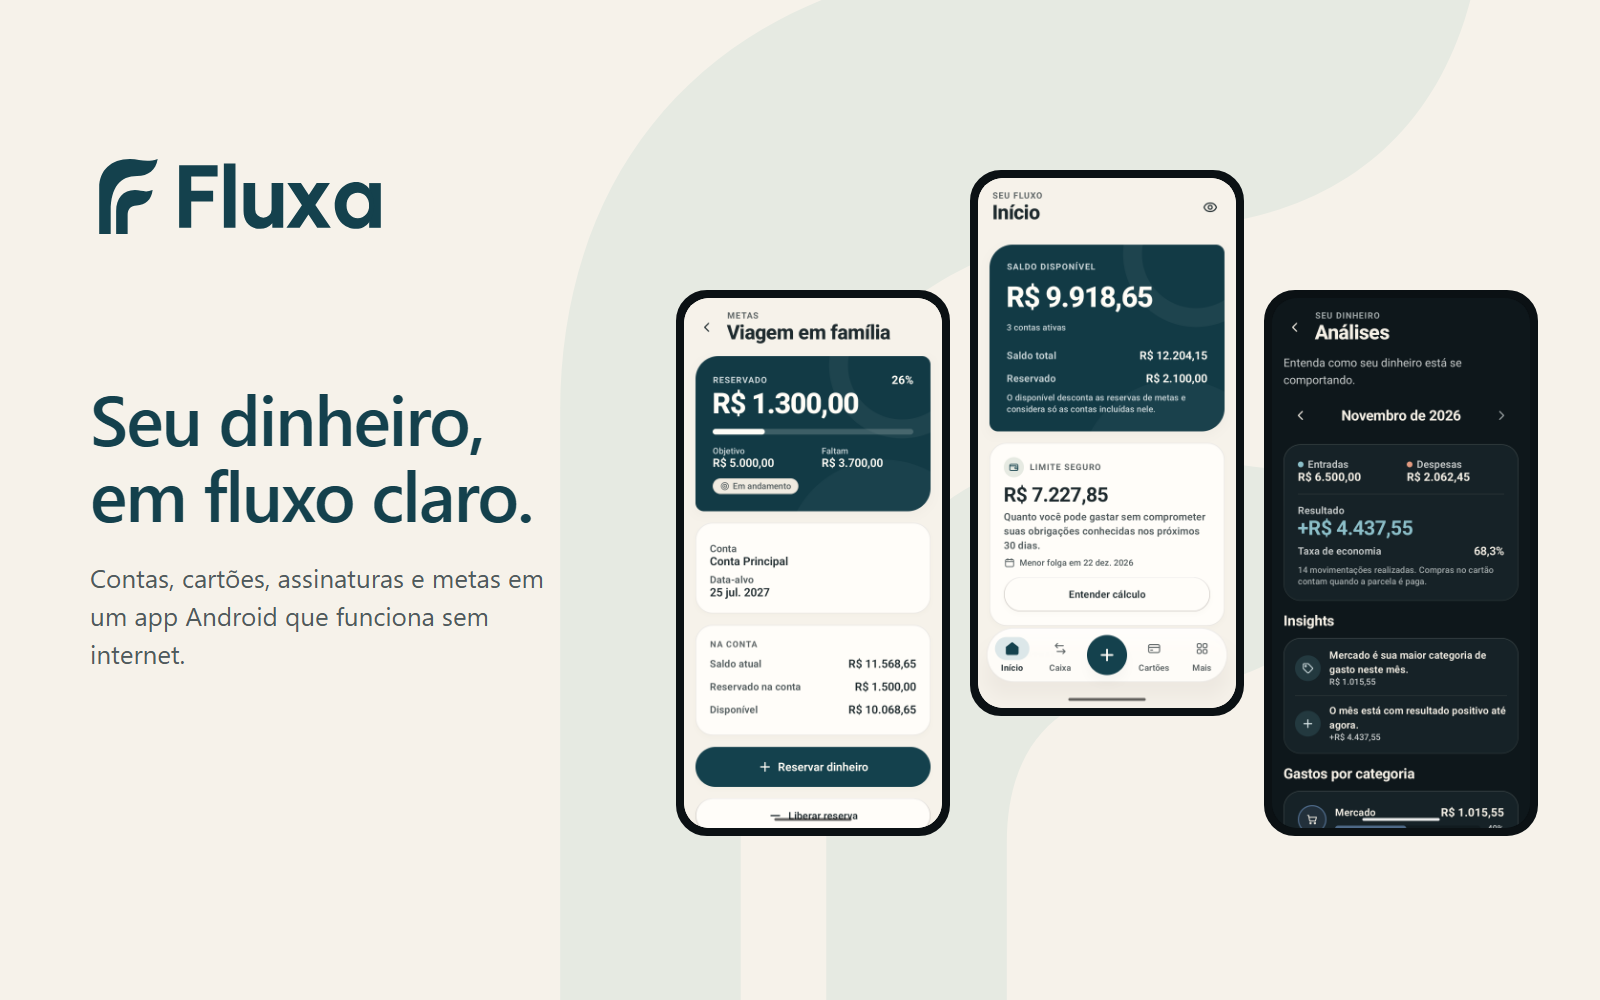 Fluxa
Seu dinheiro,
em fluxo claro.
Contas, cartões, assinaturas e metas em
um app Android que funciona sem
internet.
METAS
Viagem em família
RESERVADO
26%
R$ 1.300,00
Objetivo
Faltam
R$ 5.000,00
R$ 3.700,00
Em andamento
Conta
Conta Principal
Data-alvo
25 jul. 2027
NA CONTA
Saldo atual R$ 11.568,65
Reservado na conta R$ 1.500,00
Disponível R$ 10.068,65
+ Reservar dinheiro
— Liberar reserva
SEU FLUXO
Início
SALDO DISPONÍVEL
R$ 9.918,65
3 contas ativas
Saldo total R$ 12.204,15
Reservado R$ 2.100,00
O disponível desconta as reservas de metas e
considera só as contas incluídas nele.
LIMITE SEGURO
R$ 7.227,85
Quanto você pode gastar sem comprometer
suas obrigações conhecidas nos próximos
30 dias.
Menor folga em 22 dez. 2026
Entender cálculo
Início Caixa + Cartões Mais
SEU DINHEIRO
Análises
Entenda como seu dinheiro está se
comportando.
Novembro de 2026
Entradas Despesas
R$ 6.500,00 R$ 2.062,45
Resultado
+R$ 4.437,55
Taxa de economia 68,3%
14 movimentações realizadas. Compras no cartão
contam quando a parcela é paga.
Insights
Mercado é sua maior categoria de
gasto neste mês.
R$ 1.015,55
O mês está com resultado positivo até
agora.
+R$ 4.437,55
Gastos por categoria
Mercado R$ 1.015,55